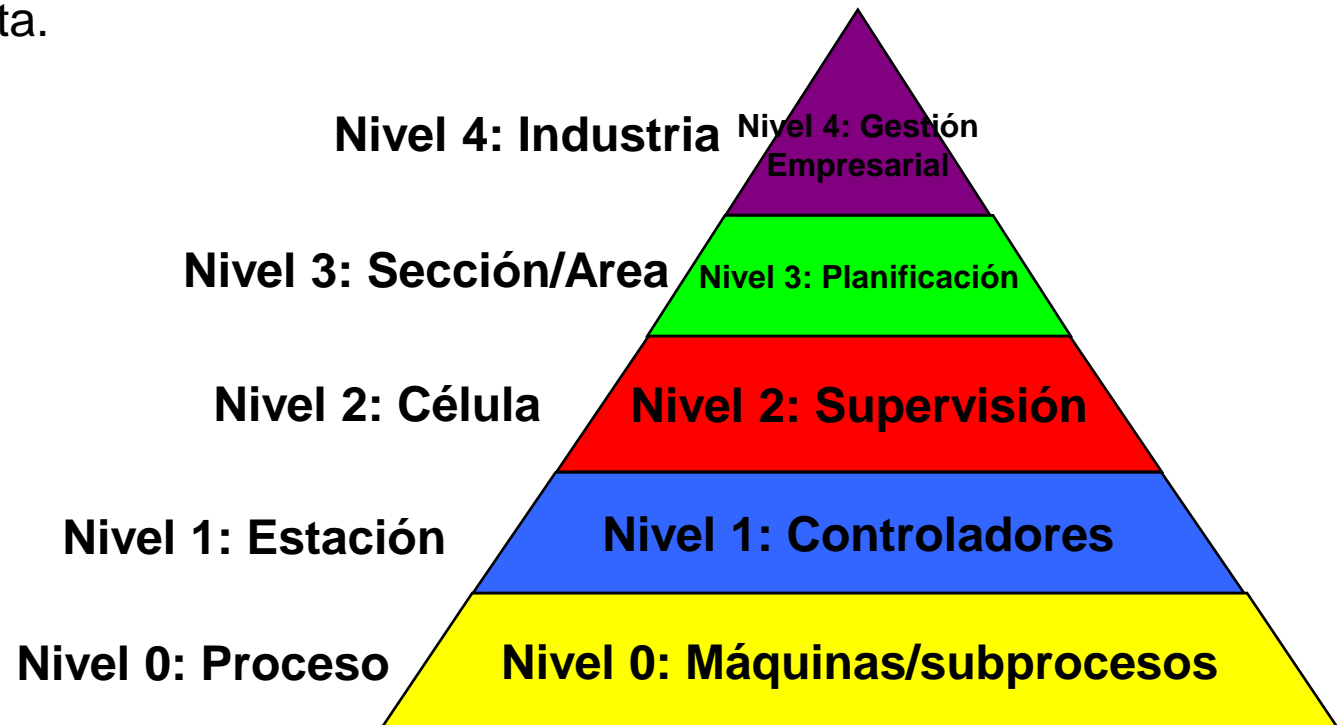 ta.
Nivel 4: Industria
Nivel 4: Gestión
Empresarial
Nivel 3: Sección/Area
Nivel 3: Planificación
Nivel 2: Célula
Nivel 2: Supervisión
Nivel 1: Estación
Nivel 1: Controladores
Nivel 0: Proceso
Nivel 0: Máquinas/subprocesos